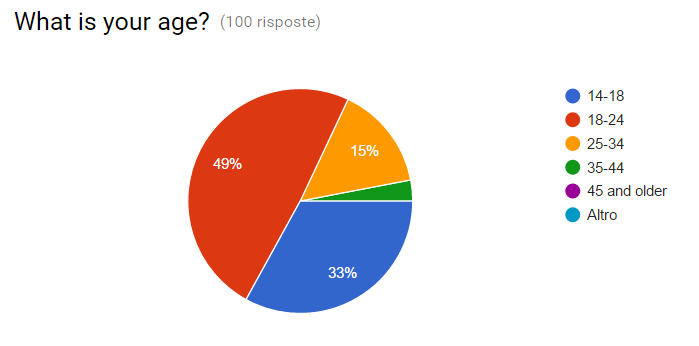 What is your age? (100 risposte)
49%
15%
33%
14-18
18-24
25-34
35-44
45 and older
Altro